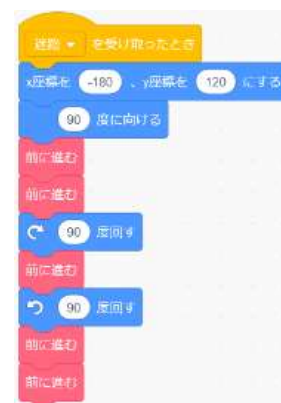 迷路 を受け取ったとき
x座標を -180 、y座標を 120 にする
90 度に向ける
前に進む
前に進む
90 度回す
前に進む
90 度回す
前に進む
前に進む